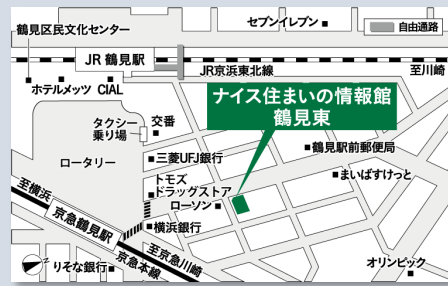 セブンイレブン
自由通路
鶴見区民文化センター
JR 鶴見駅
JR京浜東北線
至川崎
ホテルメッツ
CIAL
ナイス住まいの情報館
鶴見東
タクシー
乗り場
交番
鶴見駅前郵便局
ロータリー
三菱UFJ銀行
まいばすけっと
トモズ
ドラッグストア
ローソン
至横浜
京急鶴見駅
横浜銀行
至京急川崎
京急本線
りそな銀行
オリンピック
N